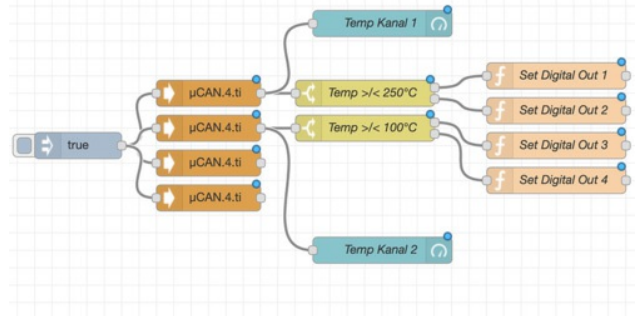 Temp Kanal 1
µCAN.4.ti
Temp >/< 250°C
Set Digital Out 1
Set Digital Out 2
true
µCAN.4.ti
Temp >/< 100°C
Set Digital Out 3
µCAN.4.ti
Set Digital Out 4
µCAN.4.ti
Temp Kanal 2